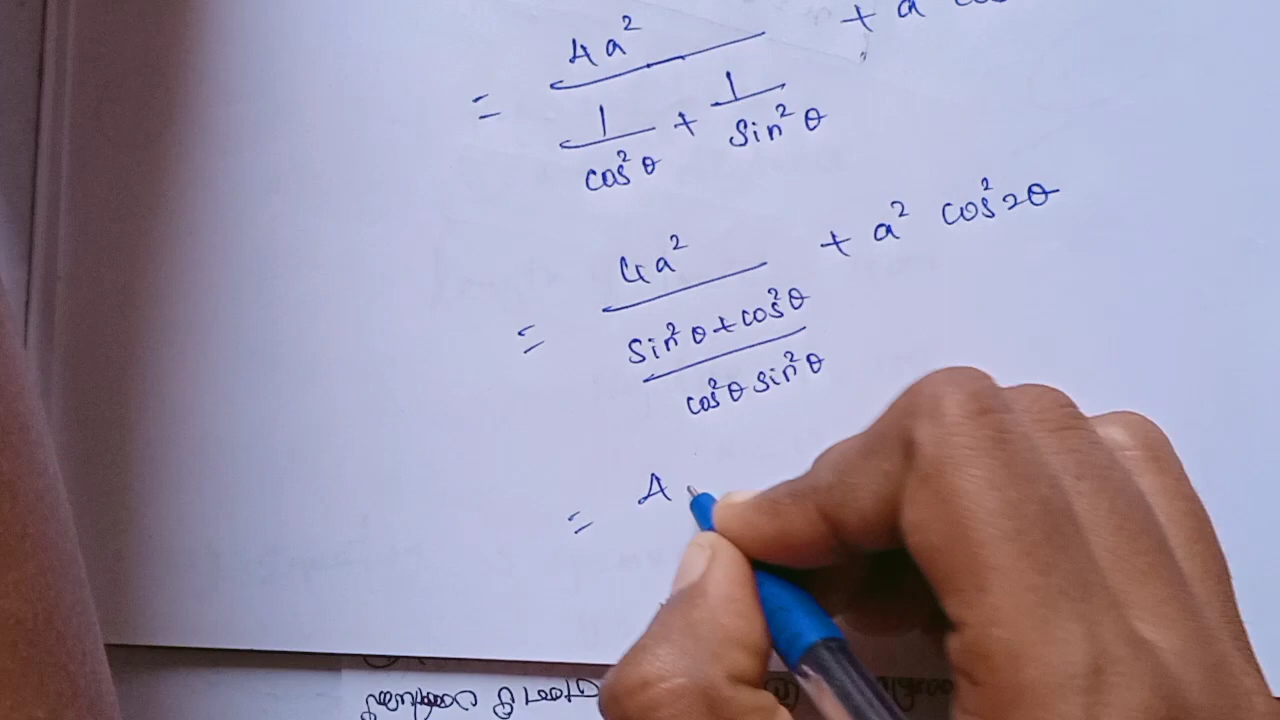 = 4a² / (1/cos²θ + 1/sin²θ) + a
= 4a² / ((sin²θ + cos²θ) / (cos²θ sin²θ)) + a² cos²2θ
= 4